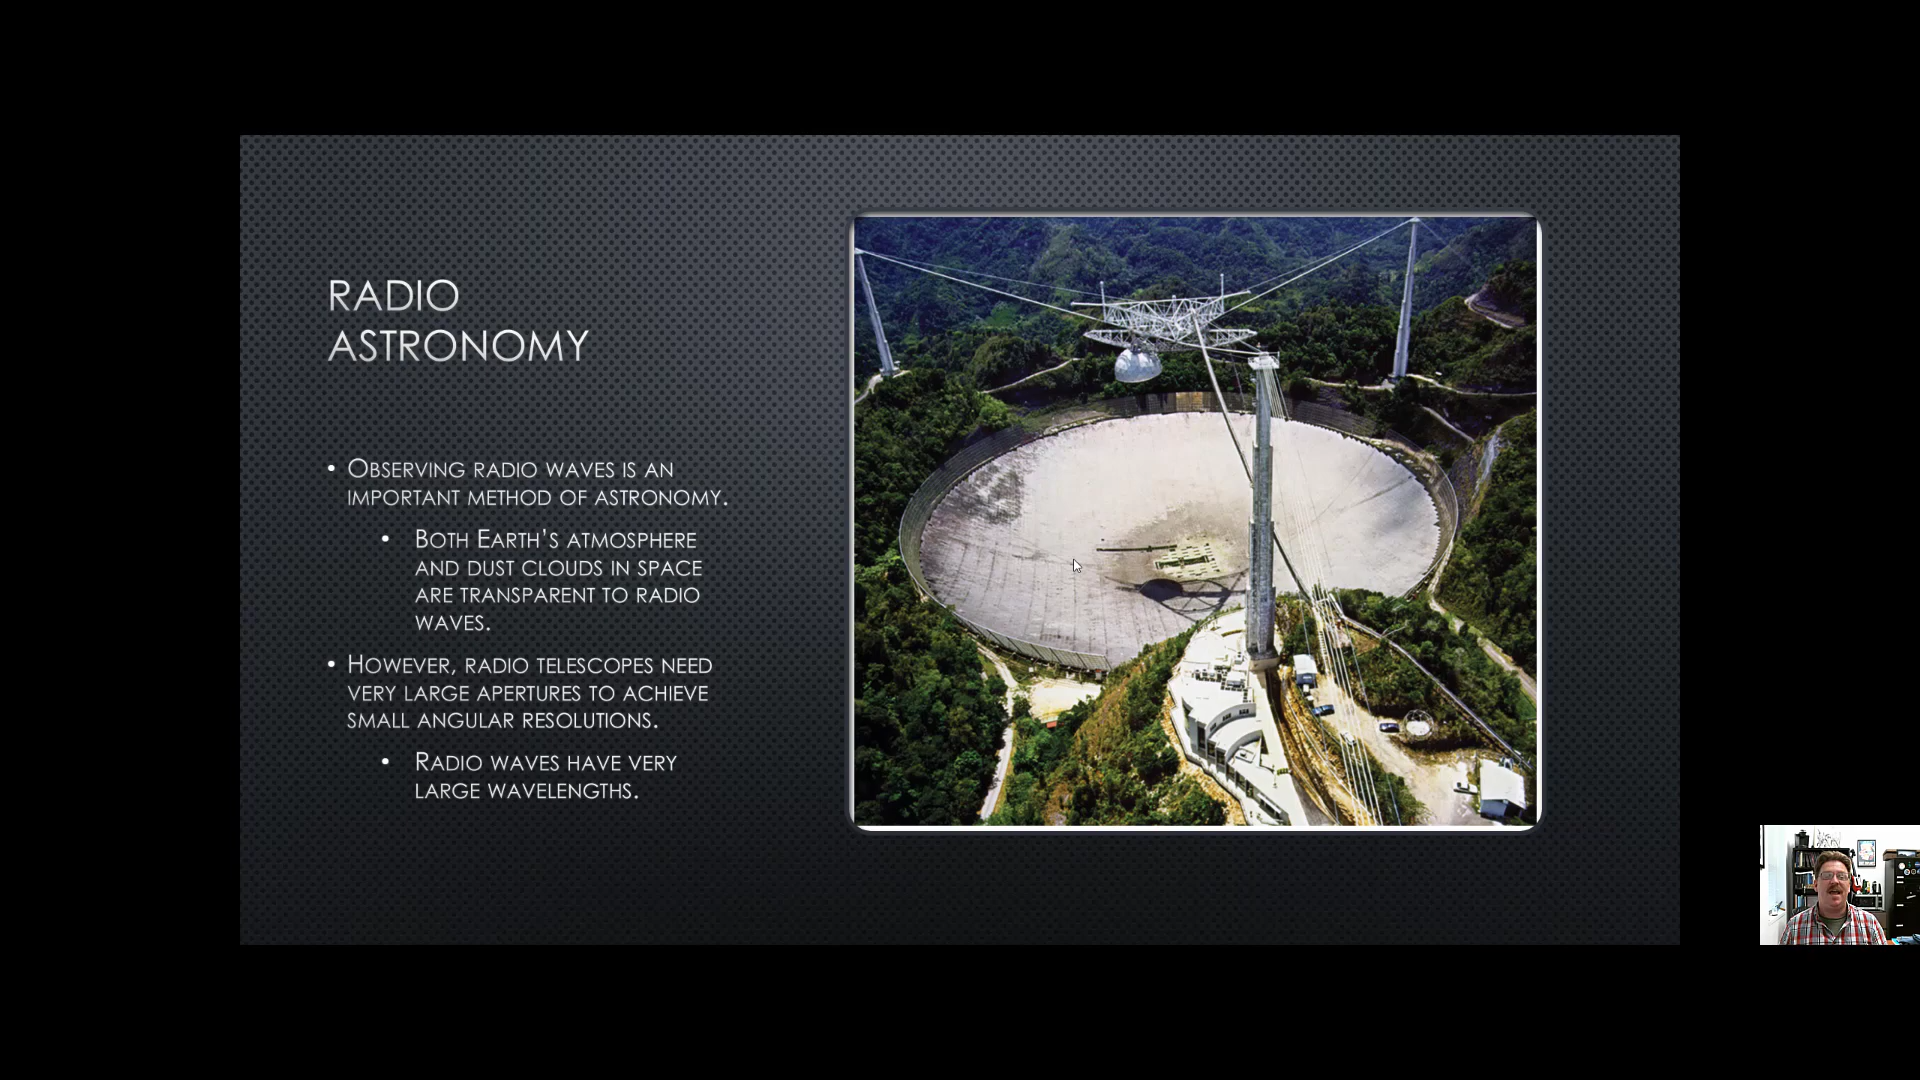 RADIO
ASTRONOMY
• OBSERVING RADIO WAVES IS AN
IMPORTANT METHOD OF ASTRONOMY.
• BOTH EARTH'S ATMOSPHERE
AND DUST CLOUDS IN SPACE
ARE TRANSPARENT TO RADIO
WAVES.
• HOWEVER, RADIO TELESCOPES NEED
VERY LARGE APERTURES TO ACHIEVE
SMALL ANGULAR RESOLUTIONS.
• RADIO WAVES HAVE VERY
LARGE WAVELENGTHS.